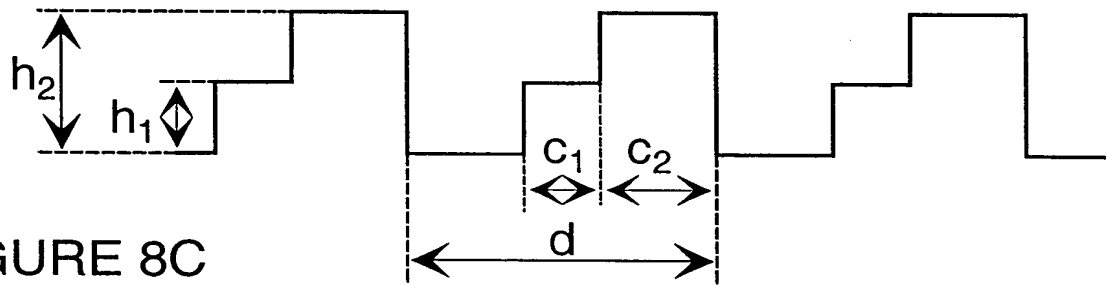 h₂
h₁
c₁ c₂
d
GURE 8C